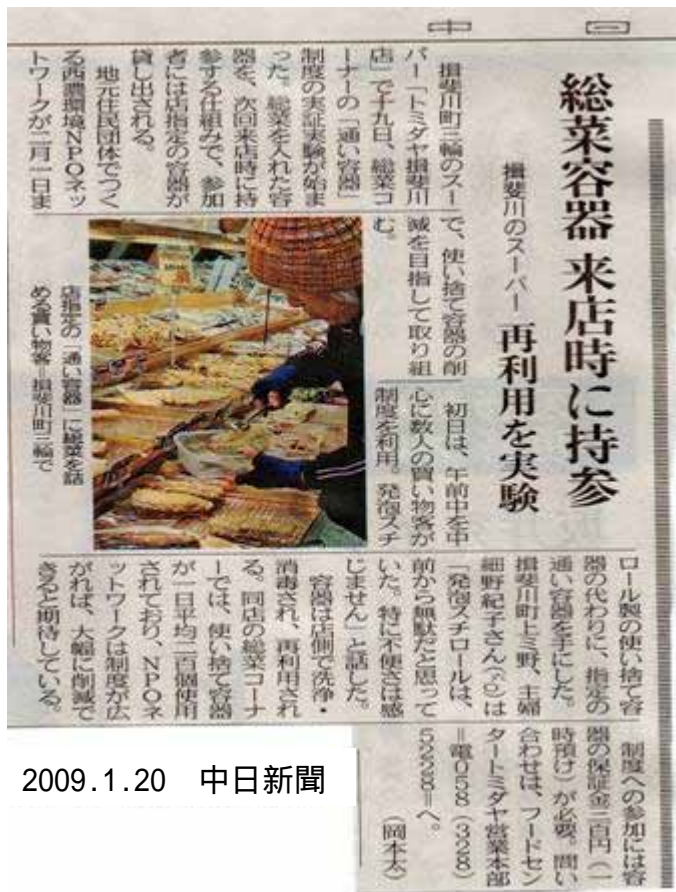 中日
総菜容器 来店時に持参
揖斐川のスーパー 再利用を実験
揖斐川町三輪のスー
パー「トミダヤ揖斐川
店」で十九日、総菜コ
ーナーの「通い容器」
制度の実証実験が始ま
った。総菜を入れた容
器を、次回来店時に持
参する仕組みで、参加
者には店指定の容器が
貸し出される。
地元住民団体でつく
る西濃環境NPOネッ
トワークが二月一日ま
で、使い捨て容器の削
減を目指して取り組
む。
初日は、午前中を中
心に数人の買い物客が
制度を利用。発泡スチ
ロール製の使い捨て容
器の代わりに、指定の
通い容器を手にした。
揖斐川町上ミ野、主婦
細野紀子さん
は
「発泡スチロールは、
前から無駄だと思って
いた。特に不便さは感
じません」と話した。
容器は店側で洗浄・
消毒され、再利用され
る。同店の総菜コーナ
ーでは、使い捨て容器
が一日平均二百個使用
されており、NPOネ
ットワークは制度が広
がれば、大幅に削減で
きると期待している。
制度への参加には容
器の保証金二百円(一
時預け)が必要。問い
合わせは、フードセン
タートミダヤ営業本部
=電058(328)
5228=へ。
(岡本太)
店指定の「通い容器」に総菜を詰
める買い物客=揖斐川町三輪で
2009.1.20 中日新聞